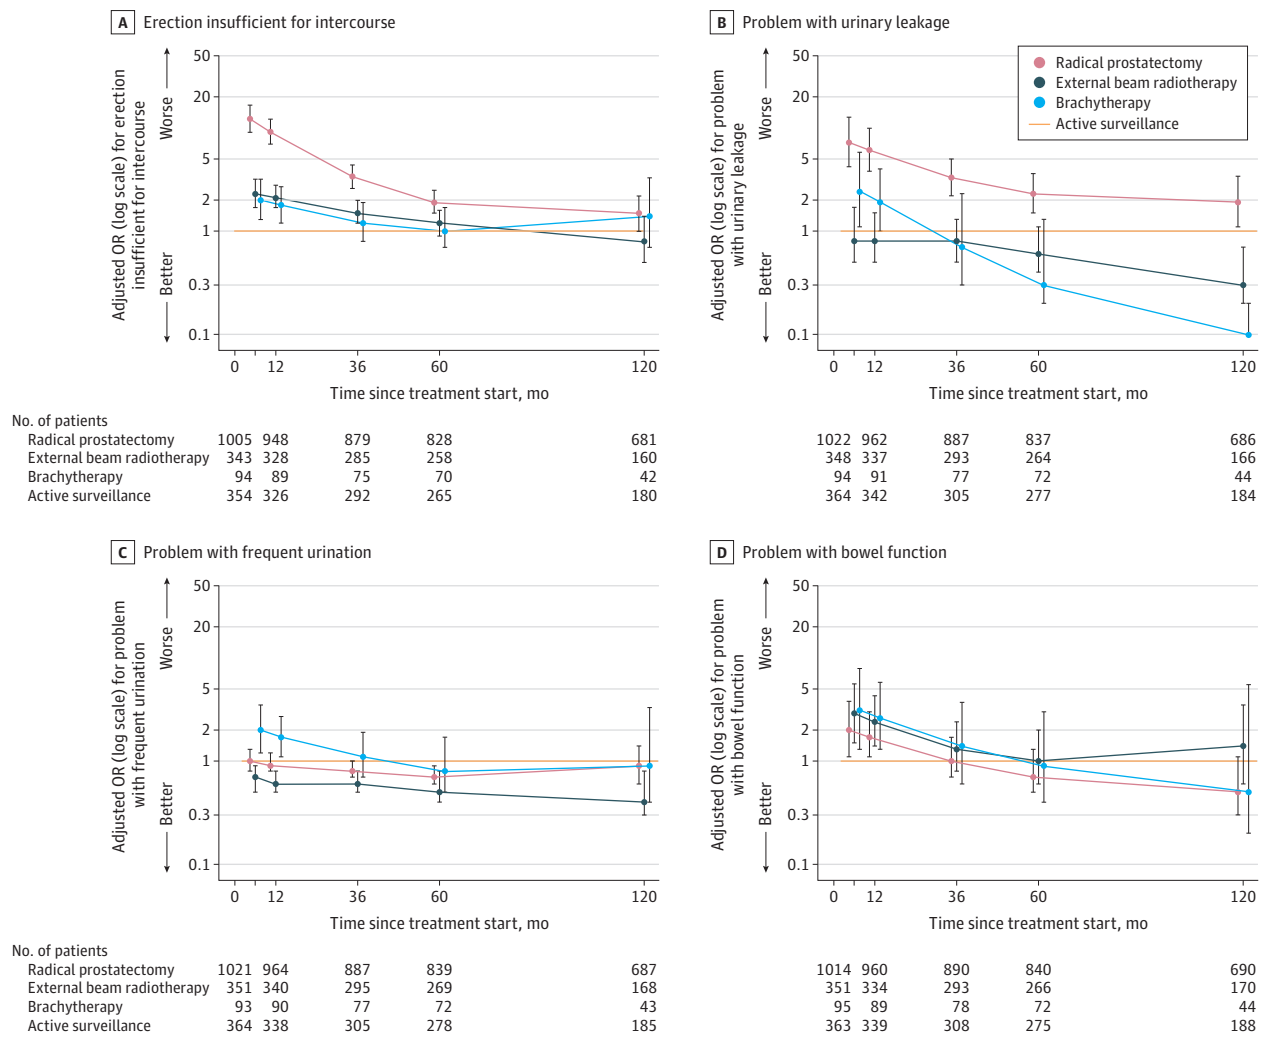 A Erection insufficient for intercourse
Adjusted OR (log scale) for erection
insufficient for intercourse
Worse
Better
50
20
5
2
1
0.3
0.1
0 12 36 60 120
Time since treatment start, mo
No. of patients
Radical prostatectomy 1005 948 879 828 681
External beam radiotherapy 343 328 285 258 160
Brachytherapy 94 89 75 70 42
Active surveillance 354 326 292 265 180
B Problem with urinary leakage
Adjusted OR (log scale) for problem
with urinary leakage
Worse
Better
50
20
5
2
1
0.3
0.1
Radical prostatectomy
External beam radiotherapy
Brachytherapy
Active surveillance
0 12 36 60 120
Time since treatment start, mo
1022 962 887 837 686
348 337 293 264 166
94 91 77 72 44
364 342 305 277 184
C Problem with frequent urination
Adjusted OR (log scale) for problem
with frequent urination
Worse
Better
50
20
5
2
1
0.3
0.1
0 12 36 60 120
Time since treatment start, mo
No. of patients
Radical prostatectomy 1021 964 887 839 687
External beam radiotherapy 351 340 295 269 168
Brachytherapy 93 90 77 72 43
Active surveillance 364 338 305 278 185
D Problem with bowel function
Adjusted OR (log scale) for problem
with bowel function
Worse
Better
50
20
5
2
1
0.3
0.1
0 12 36 60 120
Time since treatment start, mo
1014 960 890 840 690
351 334 293 266 170
95 89 78 72 44
363 339 308 275 188